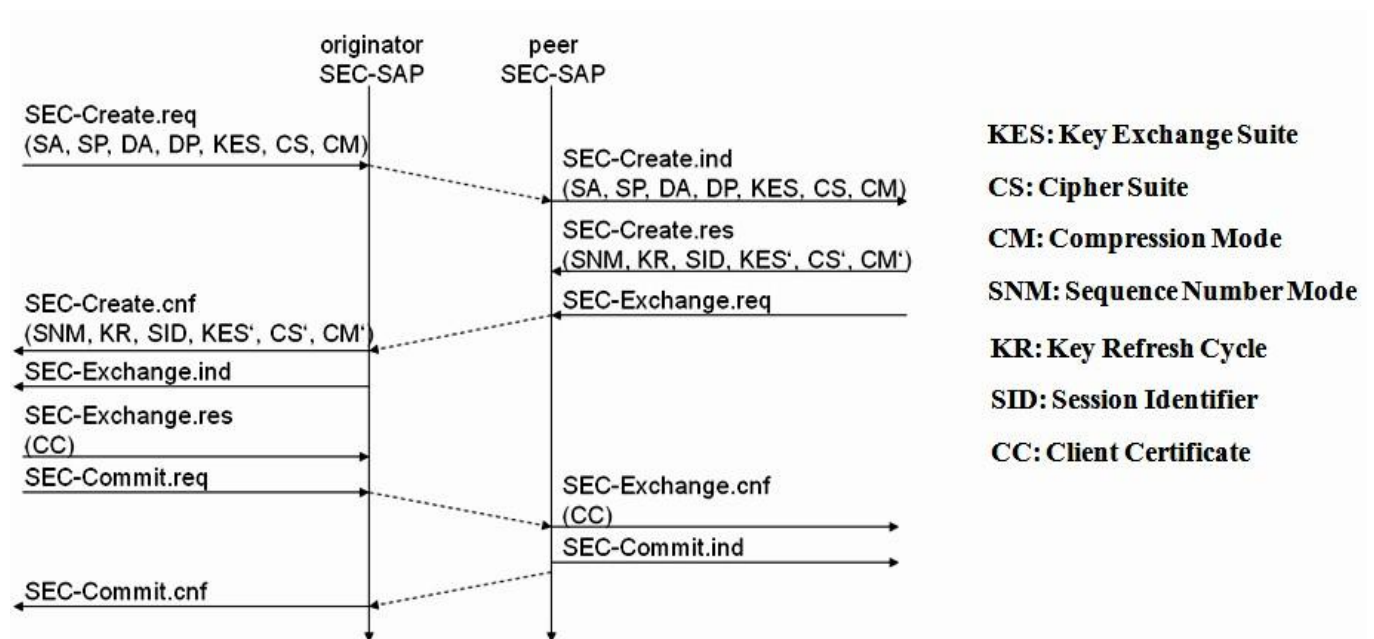 originator
SEC-SAP
peer
SEC-SAP
SEC-Create.req
(SA, SP, DA, DP, KES, CS, CM)
SEC-Create.ind
(SA, SP, DA, DP, KES, CS, CM)
SEC-Create.res
(SNM, KR, SID, KES‘, CS‘, CM‘)
SEC-Create.cnf
(SNM, KR, SID, KES‘, CS‘, CM‘)
SEC-Exchange.req
SEC-Exchange.ind
SEC-Exchange.res
(CC)
SEC-Commit.req
SEC-Exchange.cnf
(CC)
SEC-Commit.ind
SEC-Commit.cnf
KES: Key Exchange Suite
CS: Cipher Suite
CM: Compression Mode
SNM: Sequence Number Mode
KR: Key Refresh Cycle
SID: Session Identifier
CC: Client Certificate